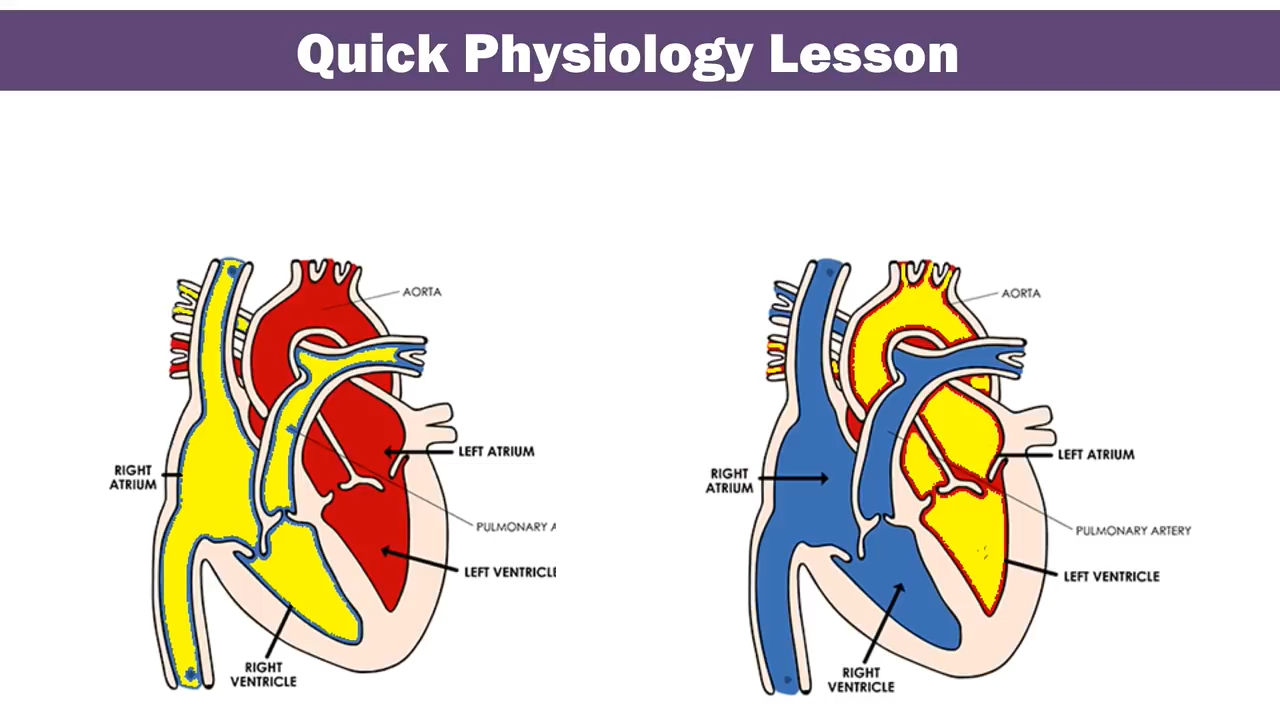 Quick Physiology Lesson
AORTA
LEFT ATRIUM
RIGHT
ATRIUM
PULMONARY A
LEFT VENTRICLE
RIGHT
VENTRICLE
AORTA
LEFT ATRIUM
RIGHT
ATRIUM
PULMONARY ARTERY
LEFT VENTRICLE
RIGHT
VENTRICLE